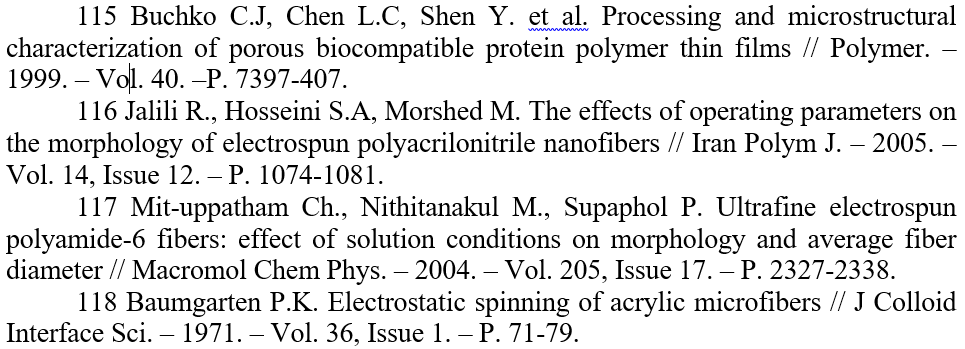 115 Buchko C.J, Chen L.C, Shen Y. et al. Processing and microstructural
characterization of porous biocompatible protein polymer thin films // Polymer. –
1999. – Vol. 40. –P. 7397-407.
116 Jalili R., Hosseini S.A, Morshed M. The effects of operating parameters on
the morphology of electrospun polyacrilonitrile nanofibers // Iran Polym J. – 2005. –
Vol. 14, Issue 12. – P. 1074-1081.
117 Mit-uppatham Ch., Nithitanakul M., Supaphol P. Ultrafine electrospun
polyamide-6 fibers: effect of solution conditions on morphology and average fiber
diameter // Macromol Chem Phys. – 2004. – Vol. 205, Issue 17. – P. 2327-2338.
118 Baumgarten P.K. Electrostatic spinning of acrylic microfibers // J Colloid
Interface Sci. – 1971. – Vol. 36, Issue 1. – P. 71-79.